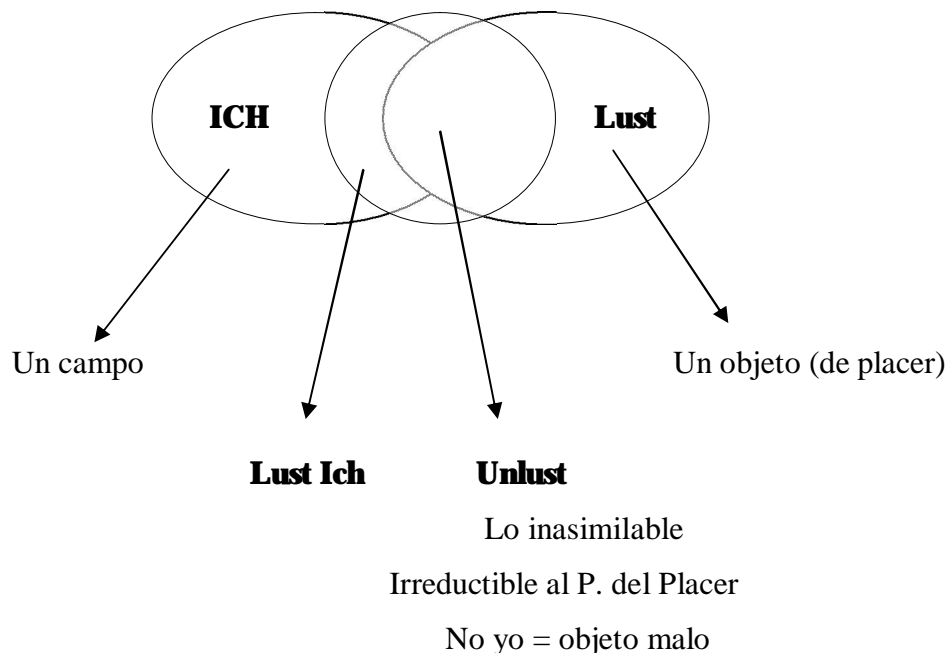 ICH Lust
Un campo Un objeto (de placer)
Lust Ich Unlust
Lo inasimilable
Irreductible al P. del Placer
No yo = objeto malo